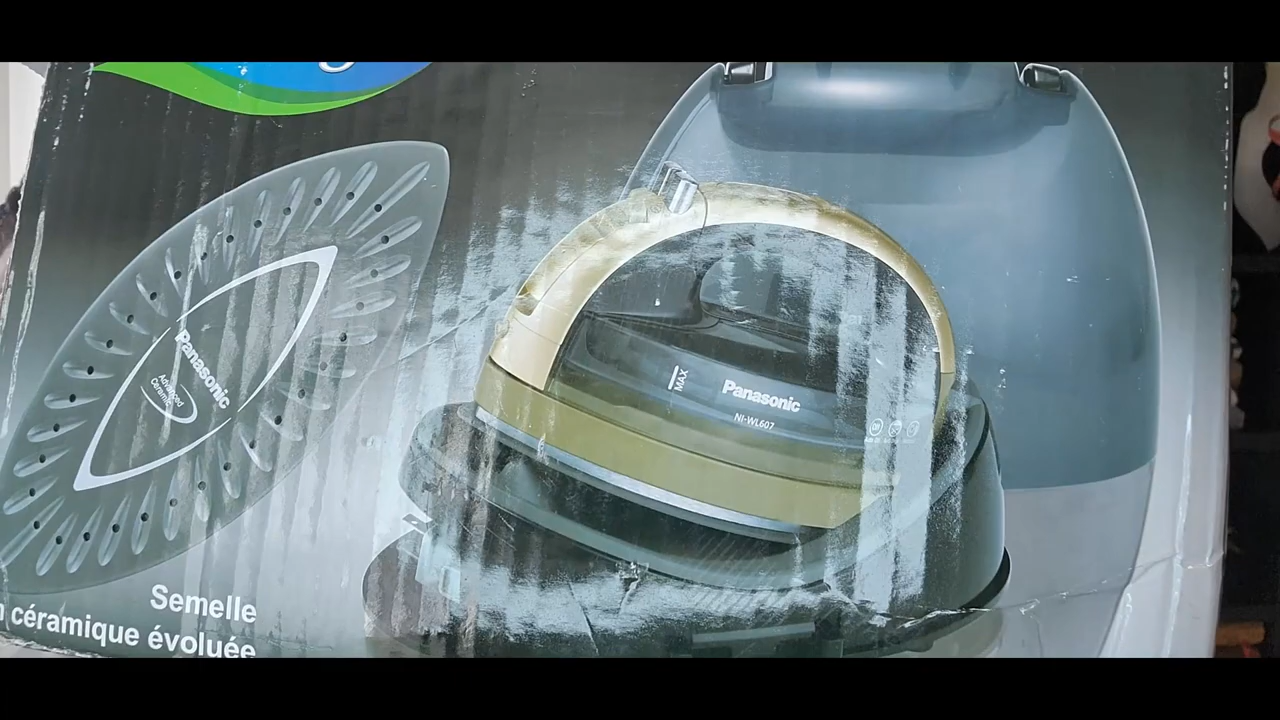 Panasonic
Advanced
Ceramic
MAX
Panasonic
NI-WL607
Semelle
céramique évoluée